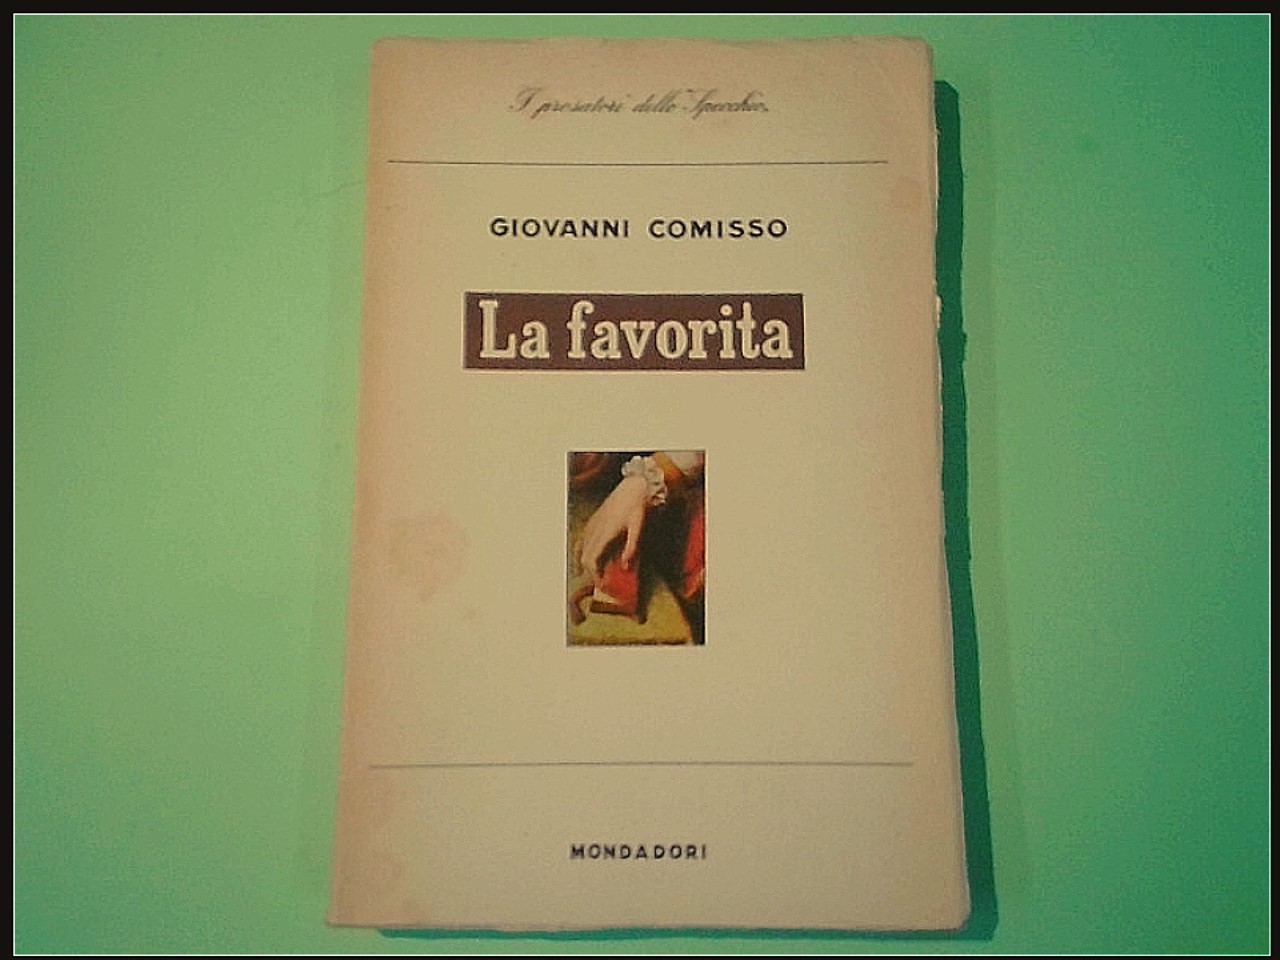 I prosatori dello "Specchio"
GIOVANNI COMISSO
La favorita
MONDADORI